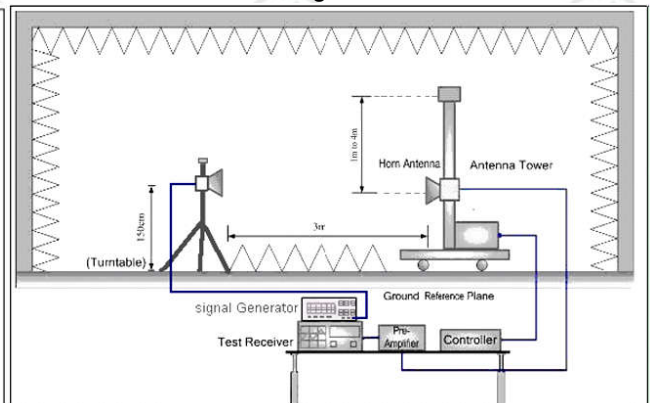 1m to 4m
Horn Antenna
Antenna Tower
150cm
3m
(Turntable)
Ground Reference Plane
signal Generator
Test Receiver
Pre-
Amplifier
Controller